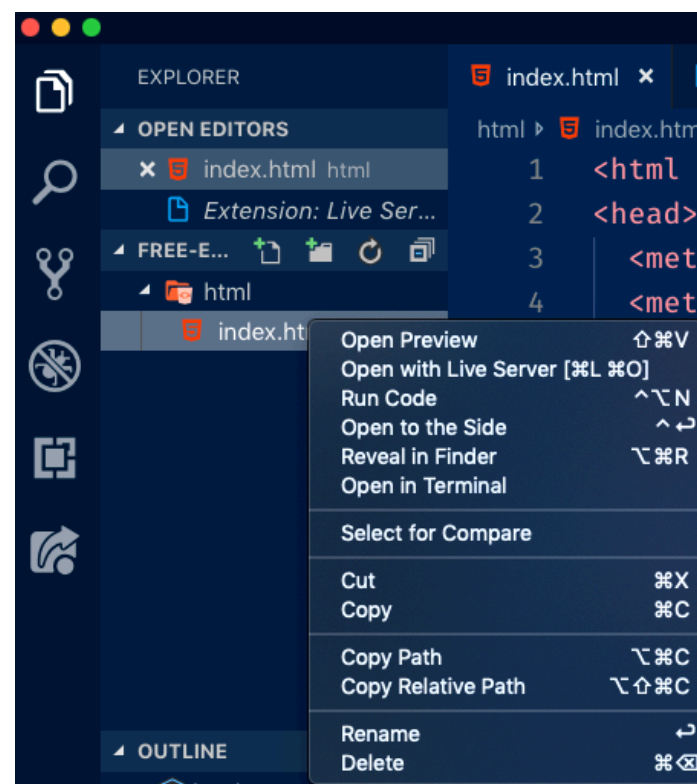 EXPLORER
index.html ×
OPEN EDITORS
html index.htm
× index.html html
Extension: Live Ser...
FREE-E...
html
index.ht
1 <html
2 <head>
3 <met
4 <met
Open Preview ⇧⌘V
Open with Live Server [⌘L ⌘O]
Run Code ^⌥N
Open to the Side ^↩
Reveal in Finder ⌥⌘R
Open in Terminal
Select for Compare
Cut ⌘X
Copy ⌘C
Copy Path ⌥⌘C
Copy Relative Path ⌥⇧⌘C
Rename ↩
Delete ⌘⌫
OUTLINE